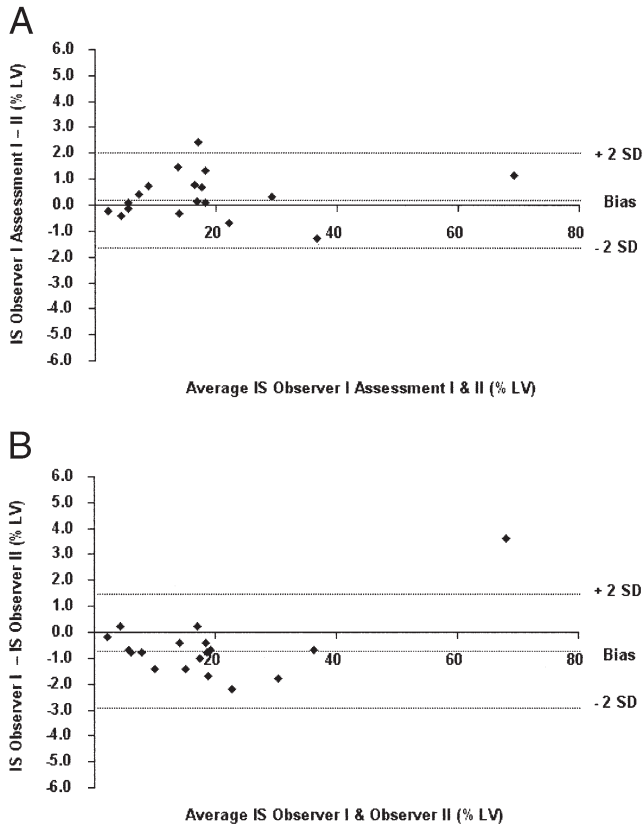 A
6.0
5.0
4.0
3.0
2.0
1.0
0.0
-1.0
-2.0
-3.0
-4.0
-5.0
-6.0
IS Observer I Assessment I – II (% LV)
+ 2 SD
Bias
- 2 SD
20
40
60
80
Average IS Observer I Assessment I & II (% LV)
B
6.0
5.0
4.0
3.0
2.0
1.0
0.0
-1.0
-2.0
-3.0
-4.0
-5.0
-6.0
IS Observer I – IS Observer II (% LV)
+ 2 SD
Bias
- 2 SD
20
40
60
80
Average IS Observer I & Observer II (% LV)